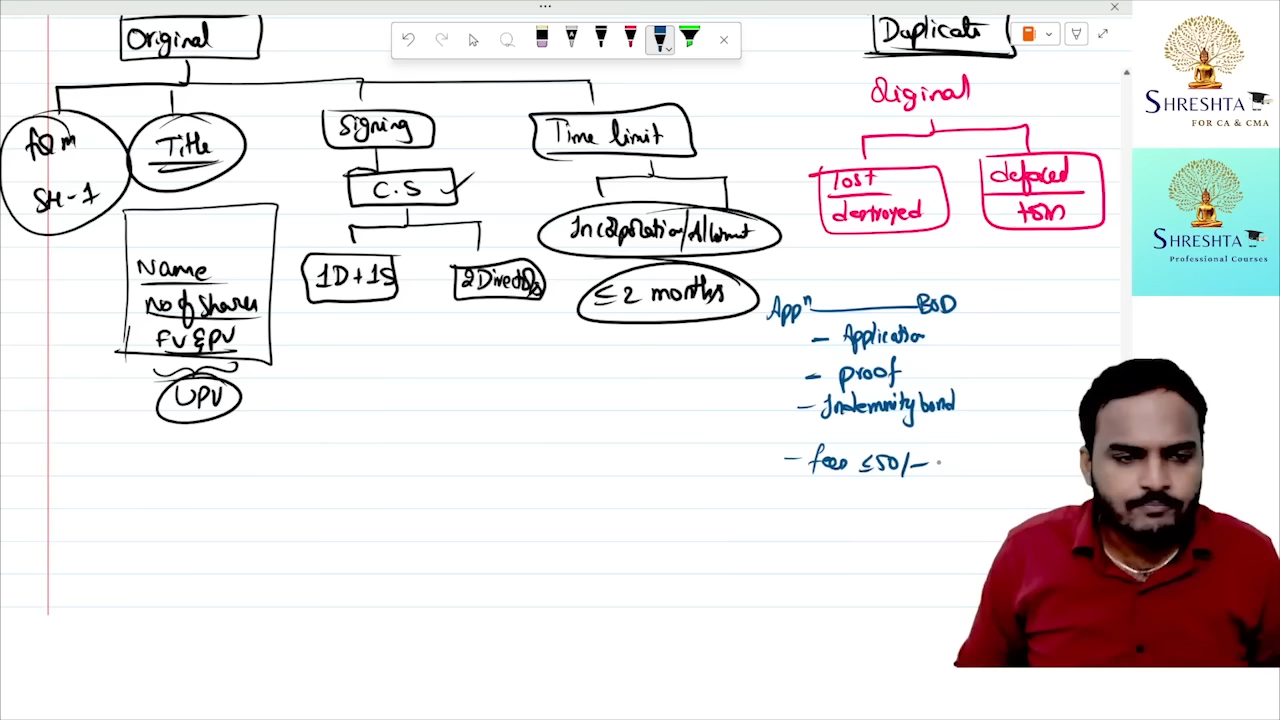 Original
Duplicate
form
SH-1
Title
Signing
Time limit
C.S
1D+1S
2 Directors
Incorporation/Allotment
≤ 2 months
Name
No of shares
FV & PV
UPV
Original
lost
destroyed
defaced
torn
Appⁿ
BOD
- Application
- proof
- Indemnity bond
- fees ≤50/-
SHRESHTA
FOR CA & CMA
SHRESHTA
Professional Courses